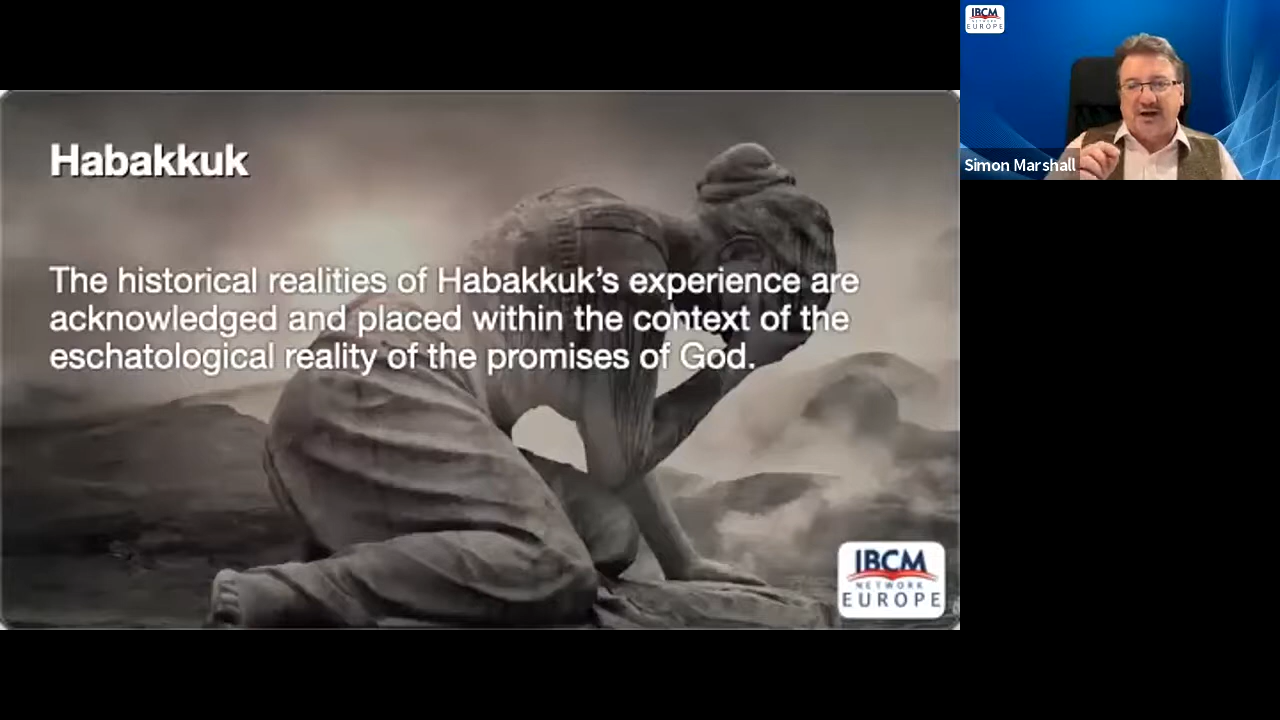 Habakkuk
The historical realities of Habakkuk’s experience are
acknowledged and placed within the context of the
eschatological reality of the promises of God.
IBCM
NETWORK
EUROPE
IBCM
NETWORK
EUROPE
Simon Marshall